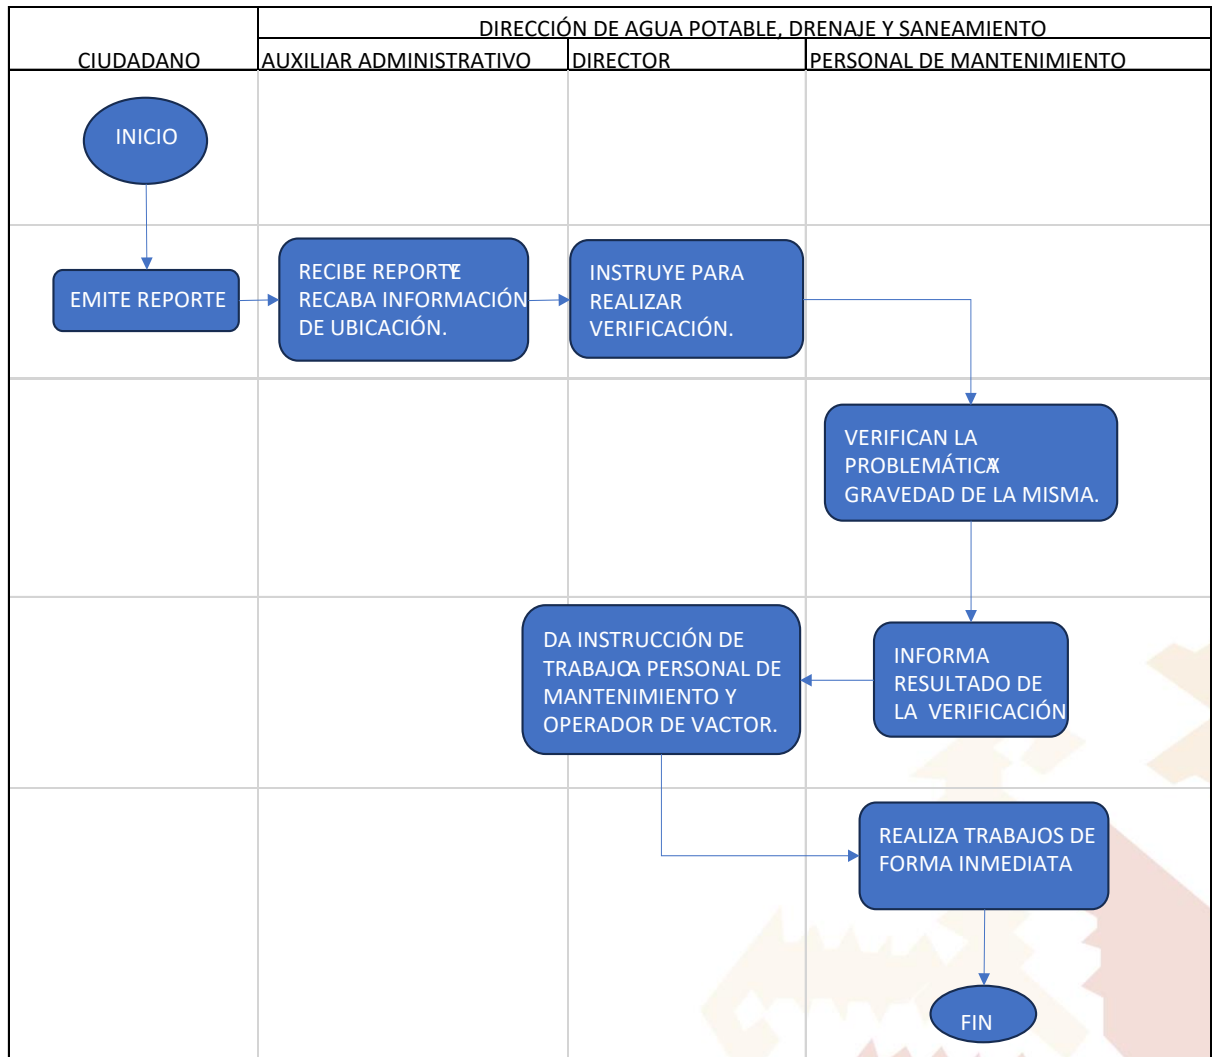 DIRECCIÓN DE AGUA POTABLE, DRENAJE Y SANEAMIENTO
CIUDADANO
AUXILIAR ADMINISTRATIVO
DIRECTOR
PERSONAL DE MANTENIMIENTO
INICIO
EMITE REPORTE
RECIBE REPORTE Y
RECABA INFORMACIÓN
DE UBICACIÓN.
INSTRUYE PARA
REALIZAR
VERIFICACIÓN.
VERIFICAN LA
PROBLEMÁTICA Y
GRAVEDAD DE LA MISMA.
INFORMA
RESULTADO DE
LA VERIFICACIÓN
DA INSTRUCCIÓN DE
TRABAJO A PERSONAL DE
MANTENIMIENTO Y
OPERADOR DE VACTOR.
REALIZA TRABAJOS DE
FORMA INMEDIATA
FIN